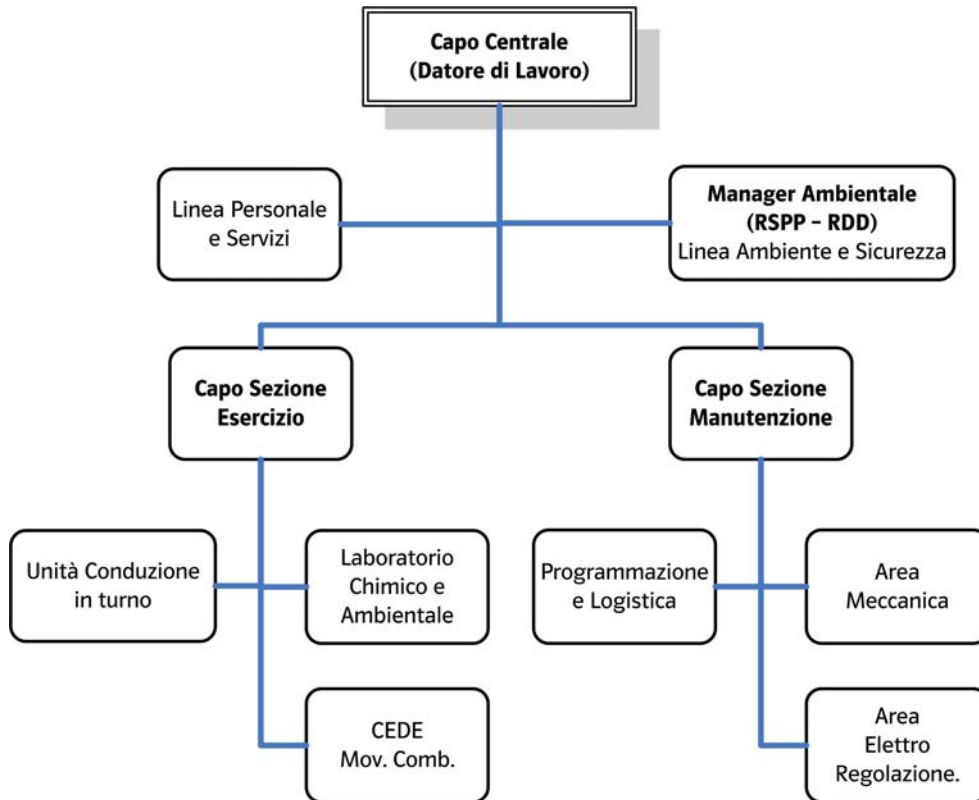 Capo Centrale
(Datore di Lavoro)
Linea Personale
e Servizi
Manager Ambientale
(RSPP – RDD)
Linea Ambiente e Sicurezza
Capo Sezione
Esercizio
Capo Sezione
Manutenzione
Unità Conduzione
in turno
Laboratorio
Chimico e
Ambientale
Programmazione
e Logistica
Area
Meccanica
CEDE
Mov. Comb.
Area
Elettro
Regolazione.